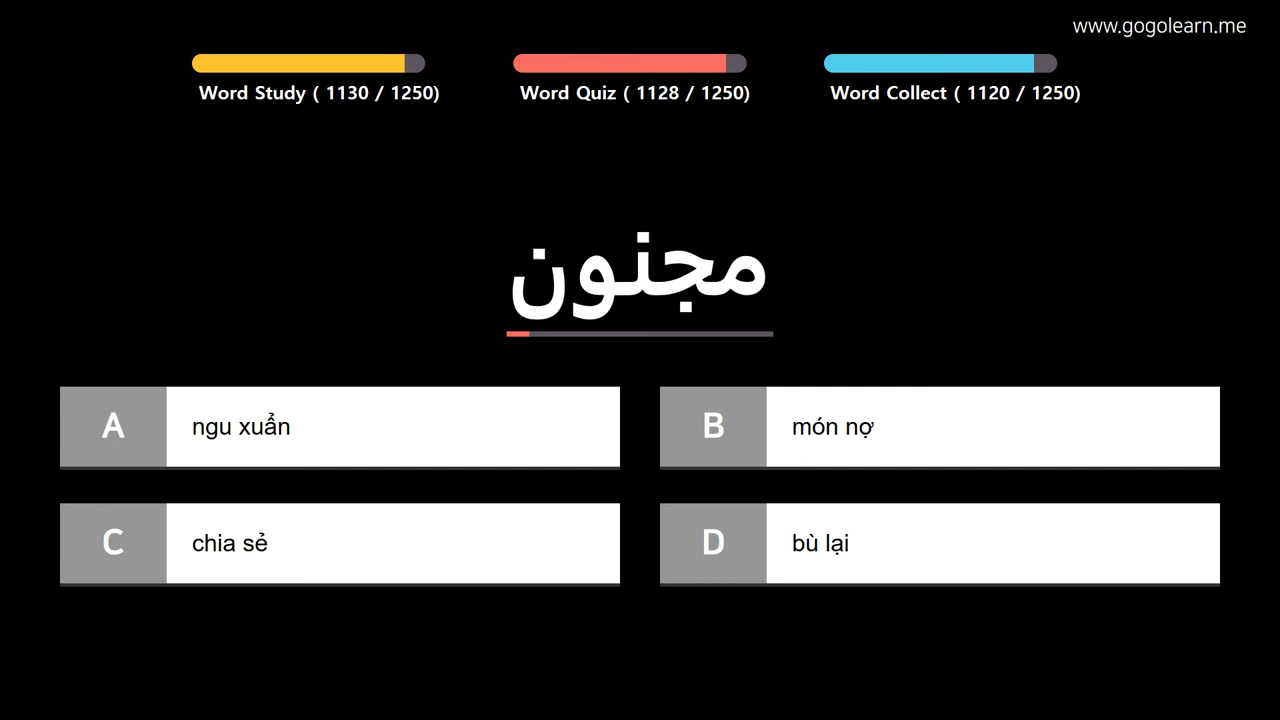 www.gogolearn.me
Word Study ( 1130 / 1250)
Word Quiz ( 1128 / 1250)
Word Collect ( 1120 / 1250)
مجنون
A ngu xuẩn
B món nợ
C chia sẻ
D bù lại